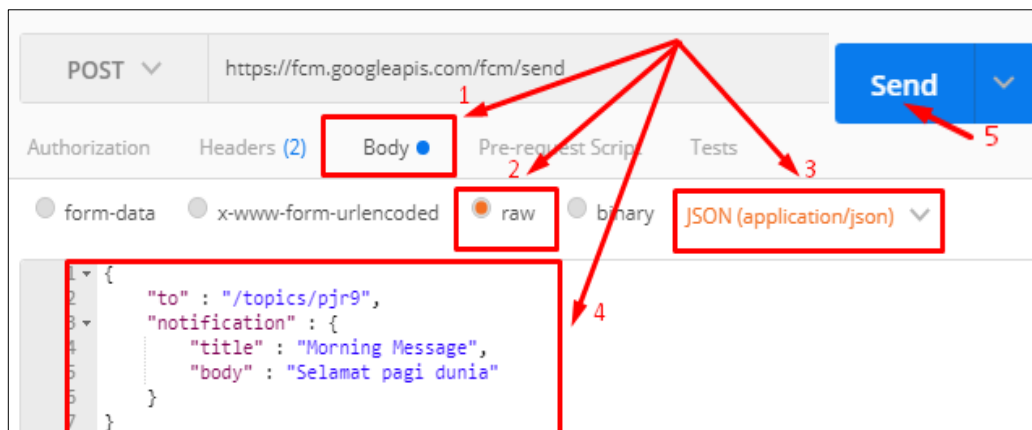 POST https://fcm.googleapis.com/fcm/send Send
1 5
Authorization Headers (2) Body Pre-request Script Tests
2 3
form-data x-www-form-urlencoded raw binary JSON (application/json)
1 {
2 "to" : "/topics/pjr9",
3 "notification" : {
4 "title" : "Morning Message",
5 "body" : "Selamat pagi dunia"
6 }
7 }
4